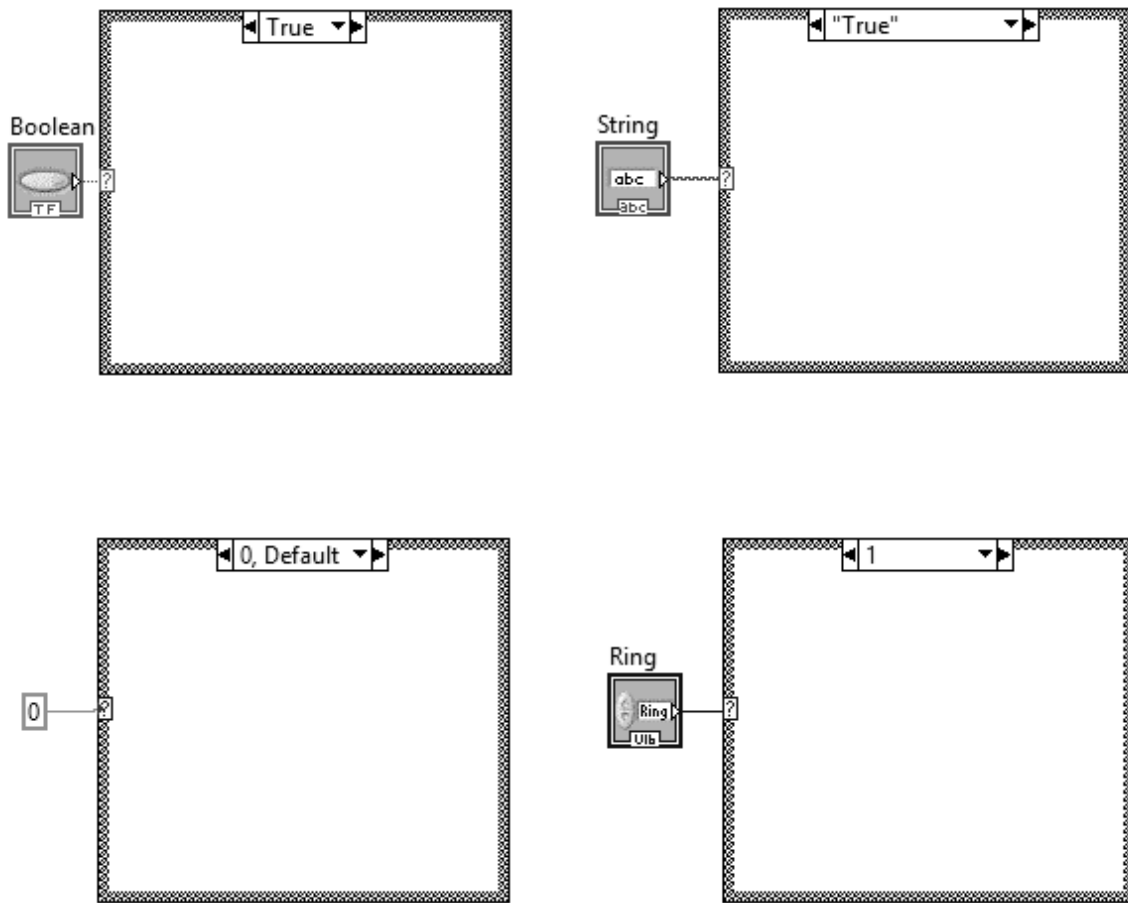 True
"True"
Boolean
TF
?
String
abc
abc
?
0, Default
1
0
?
Ring
Ring
U16
?